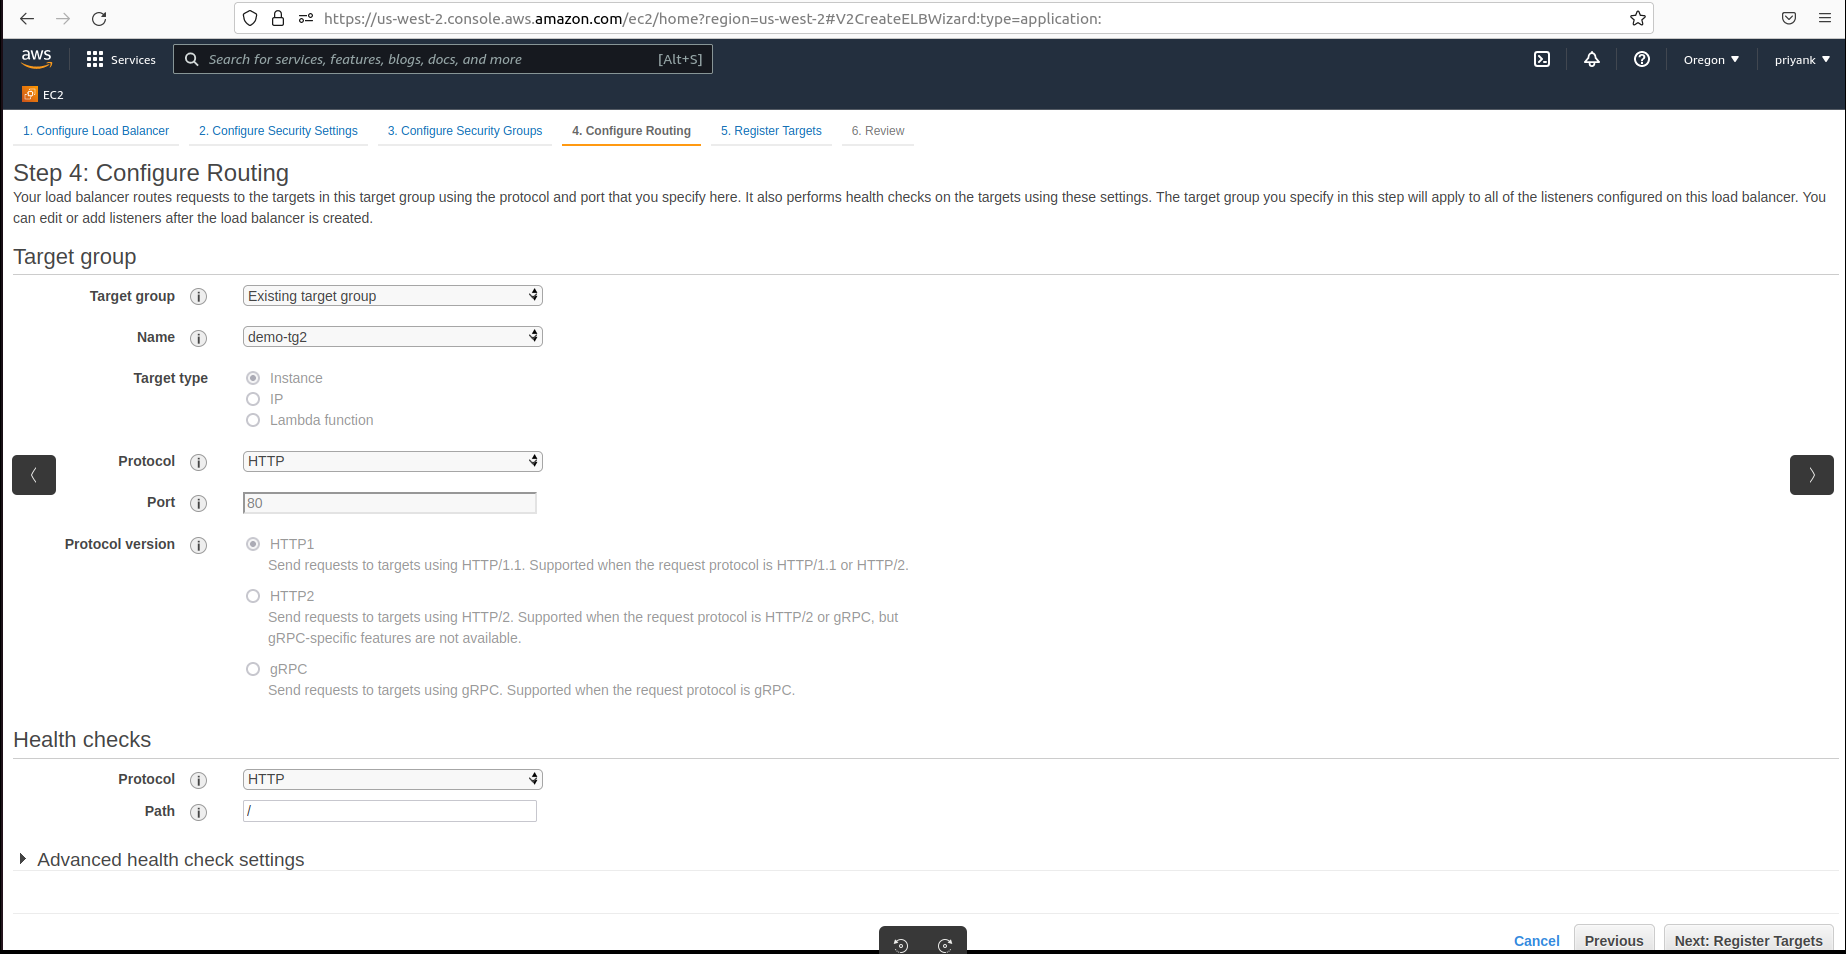 https://us-west-2.console.aws.amazon.com/ec2/home?region=us-west-2#V2CreateELBWizard:type=application:
aws Services Search for services, features, blogs, docs, and more [Alt+S] Oregon priyank
EC2
1. Configure Load Balancer 2. Configure Security Settings 3. Configure Security Groups 4. Configure Routing 5. Register Targets 6. Review
Step 4: Configure Routing
Your load balancer routes requests to the targets in this target group using the protocol and port that you specify here. It also performs health checks on the targets using these settings. The target group you specify in this step will apply to all of the listeners configured on this load balancer. You
can edit or add listeners after the load balancer is created.
Target group
Target group i Existing target group
Name i demo-tg2
Target type Instance
IP
Lambda function
Protocol i HTTP
Port i 80
Protocol version i HTTP1
Send requests to targets using HTTP/1.1. Supported when the request protocol is HTTP/1.1 or HTTP/2.
HTTP2
Send requests to targets using HTTP/2. Supported when the request protocol is HTTP/2 or gRPC, but
gRPC-specific features are not available.
gRPC
Send requests to targets using gRPC. Supported when the request protocol is gRPC.
Health checks
Protocol i HTTP
Path i /
Advanced health check settings
Cancel Previous Next: Register Targets